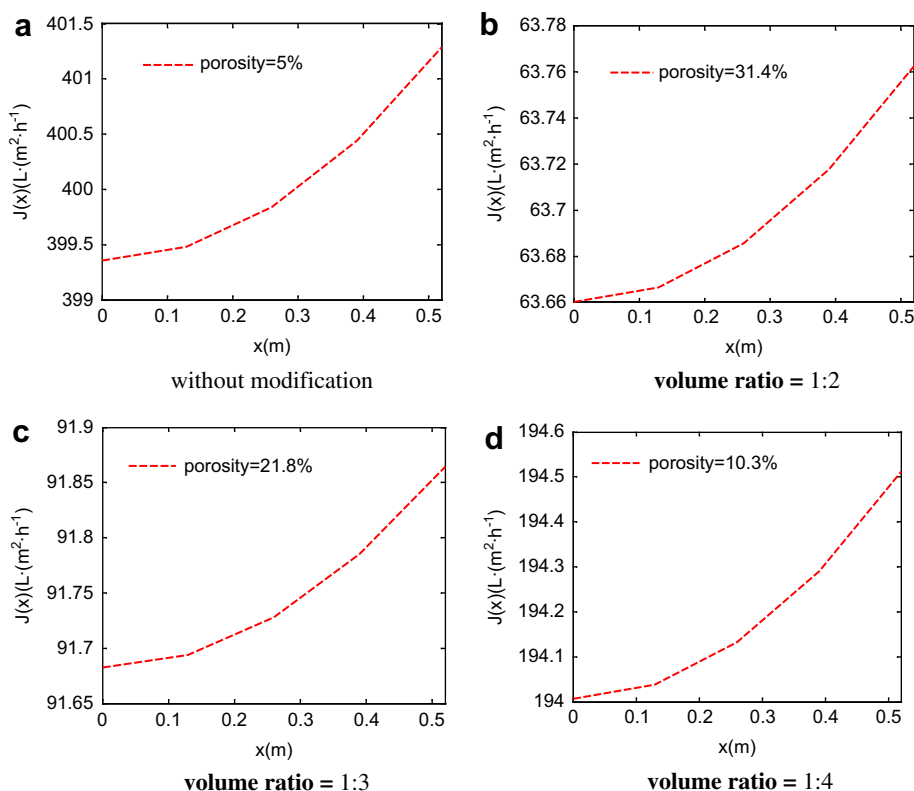 a
401.5
401
400.5
400
399.5
399
J(x)(L·(m²·h⁻¹)
porosity=5%
0 0.1 0.2 0.3 0.4 0.5
x(m)
without modification
b
63.78
63.76
63.74
63.72
63.7
63.68
63.66
J(x)(L·(m²·h⁻¹)
porosity=31.4%
0 0.1 0.2 0.3 0.4 0.5
x(m)
volume ratio = 1:2
c
91.9
91.85
91.8
91.75
91.7
91.65
J(x)(L·(m²·h⁻¹)
porosity=21.8%
0 0.1 0.2 0.3 0.4 0.5
x(m)
volume ratio = 1:3
d
194.6
194.5
194.4
194.3
194.2
194.1
194
J(x)(L·(m²·h⁻¹)
porosity=10.3%
0 0.1 0.2 0.3 0.4 0.5
x(m)
volume ratio = 1:4